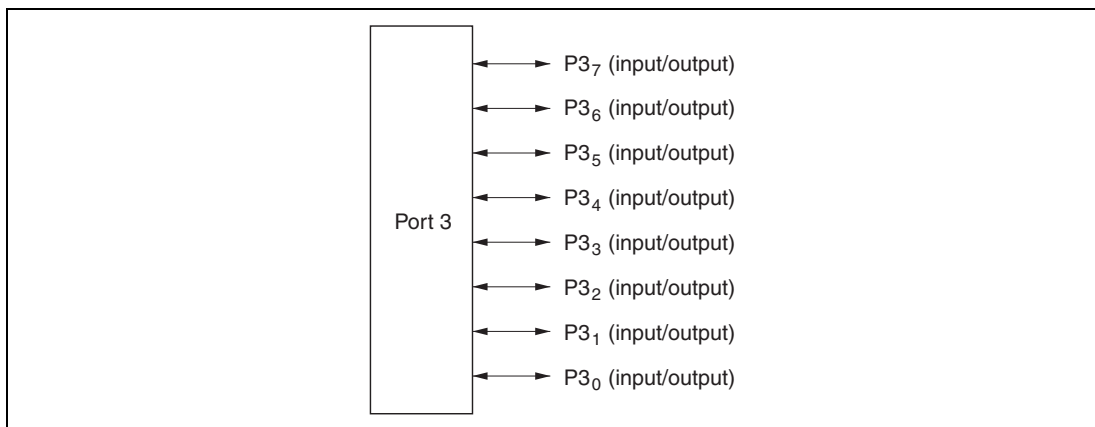 P3₇ (input/output)
P3₆ (input/output)
P3₅ (input/output)
P3₄ (input/output)
Port 3
P3₃ (input/output)
P3₂ (input/output)
P3₁ (input/output)
P3₀ (input/output)